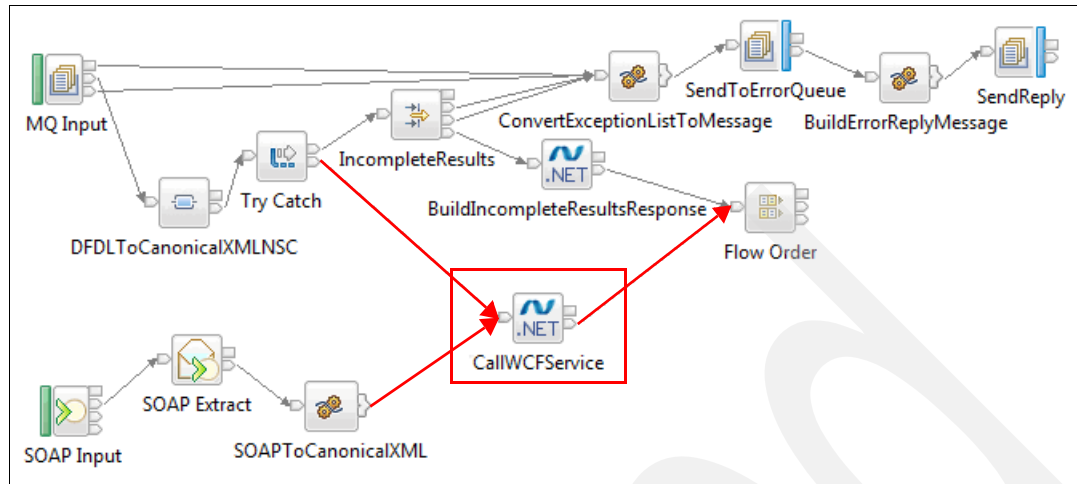 MQ Input
DFDLToCanonicalXMLNSC
Try Catch
IncompleteResults
ConvertExceptionListToMessage
SendToErrorQueue
BuildErrorReplyMessage
SendReply
.NET
BuildIncompleteResultsResponse
Flow Order
.NET
CallWCFService
SOAP Input
SOAP Extract
SOAPToCanonicalXML